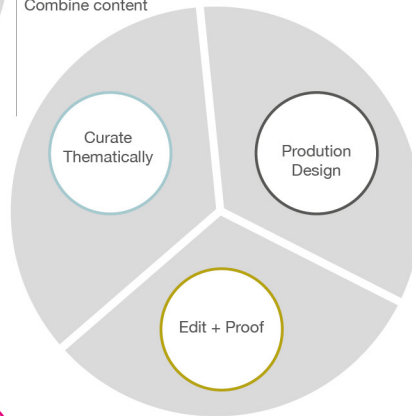 Combine content
Curate
Thematically
Prodution
Design
Edit + Proof